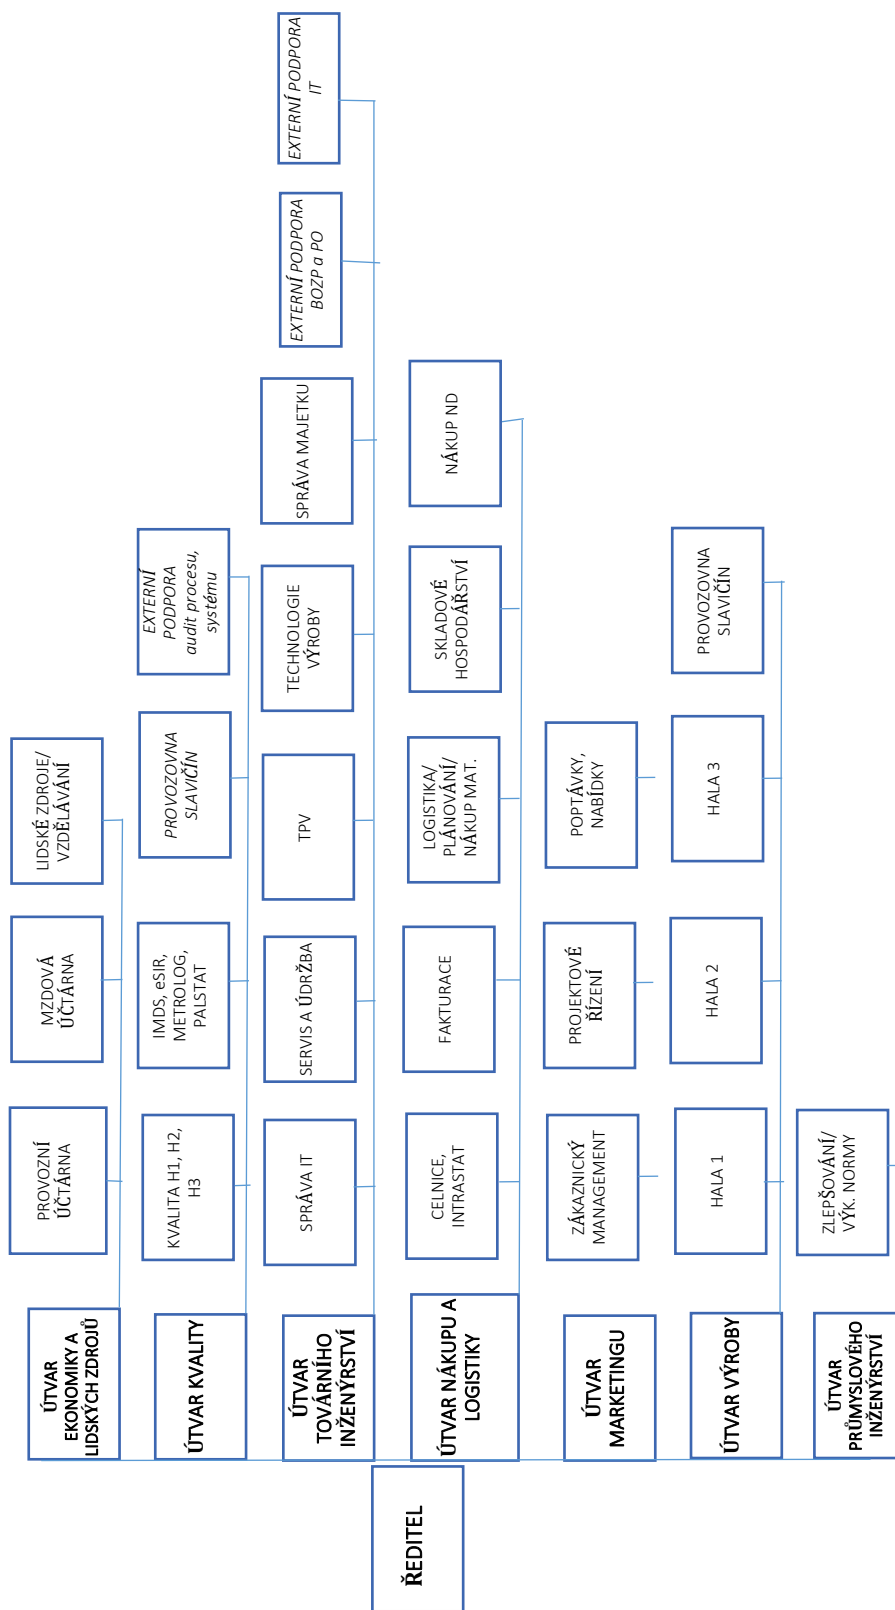 ŘEDITEL
ÚTVAR
EKONOMIKY A
LIDSKÝCH ZDROJŮ
PROVOZNÍ
ÚČTÁRNA
MZDOVÁ
ÚČTÁRNA
LIDSKÉ ZDROJE/
VZDĚLÁVÁNÍ
ÚTVAR KVALITY
KVALITA H1, H2,
H3
IMDS, eSIR,
METROLOG,
PALSTAT
PROVOZOVNA
SLAVIČÍN
EXTERNÍ
PODPORA
audit procesu,
systému
ÚTVAR
TOVÁRNÍHO
INŽENÝRSTVÍ
SPRÁVA IT
SERVIS A ÚDRŽBA
TPV
TECHNOLOGIE
VÝROBY
SPRÁVA MAJETKU
EXTERNÍ PODPORA
BOZP a PO
EXTERNÍ PODPORA
IT
ÚTVAR NÁKUPU A
LOGISTIKY
CELNICE,
INTRASTAT
FAKTURACE
LOGISTIKA/
PLÁNOVÁNÍ/
NÁKUP MAT.
SKLADOVÉ
HOSPODÁŘSTVÍ
NÁKUP ND
ÚTVAR
MARKETINGU
ZÁKAZNICKÝ
MANAGEMENT
PROJEKTOVÉ
ŘÍZENÍ
POPTÁVKY,
NABÍDKY
ÚTVAR VÝROBY
HALA 1
HALA 2
HALA 3
PROVOZOVNA
SLAVIČÍN
ÚTVAR
PRŮMYSLOVÉHO
INŽENÝRSTVÍ
ZLEPŠOVÁNÍ/
VÝK. NORMY